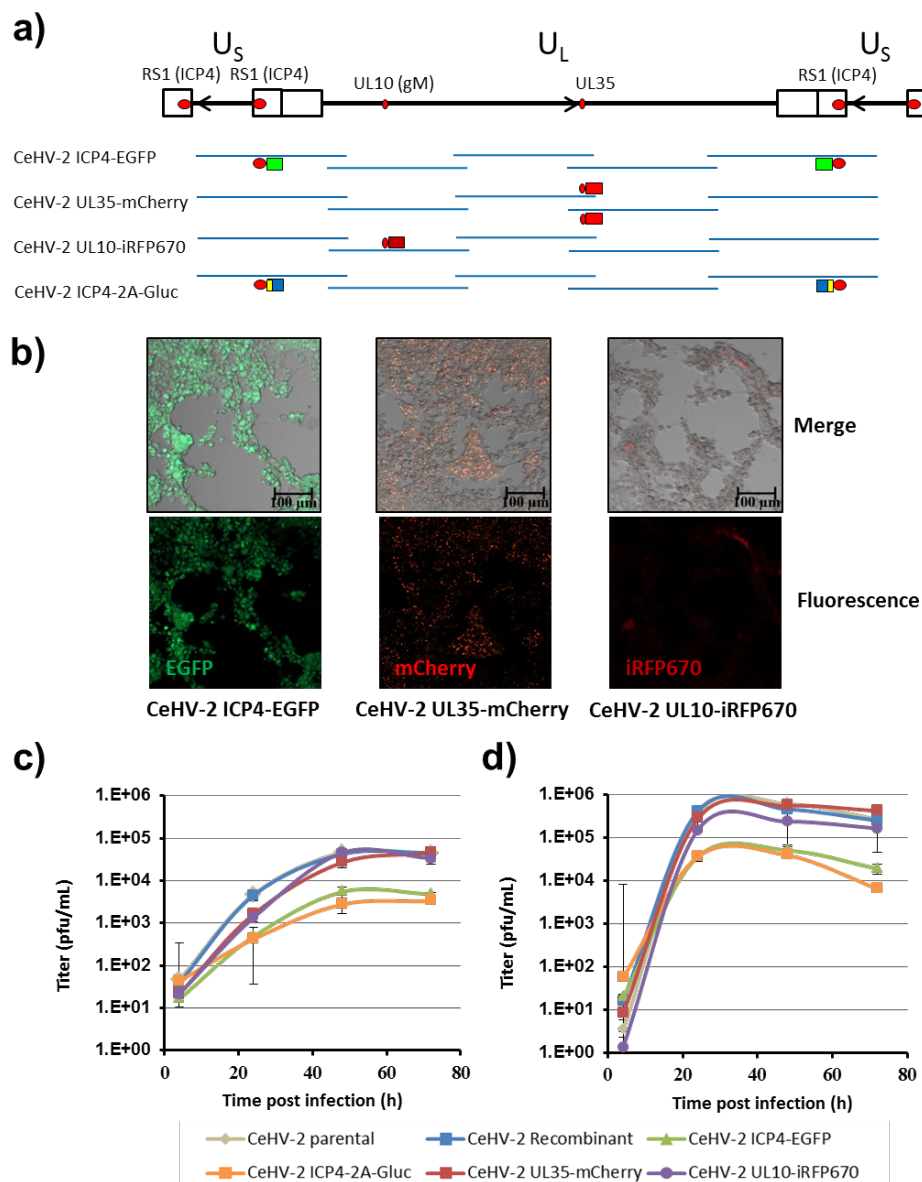 a)
U_S U_L U_S
RS1 (ICP4) RS1 (ICP4) UL10 (gM) UL35 RS1 (ICP4)
CeHV-2 ICP4-EGFP
CeHV-2 UL35-mCherry
CeHV-2 UL10-iRFP670
CeHV-2 ICP4-2A-Gluc
b)
100 µm 100 µm 100 µm
Merge
EGFP mCherry iRFP670
Fluorescence
CeHV-2 ICP4-EGFP CeHV-2 UL35-mCherry CeHV-2 UL10-iRFP670
c)
Titer (pfu/mL)
1.E+06
1.E+05
1.E+04
1.E+03
1.E+02
1.E+01
1.E+00
0 20 40 60 80
Time post infection (h)
d)
Titer (pfu/mL)
1.E+06
1.E+05
1.E+04
1.E+03
1.E+02
1.E+01
1.E+00
0 20 40 60 80
Time post infection (h)
CeHV-2 parental CeHV-2 Recombinant CeHV-2 ICP4-EGFP
CeHV-2 ICP4-2A-Gluc CeHV-2 UL35-mCherry CeHV-2 UL10-iRFP670